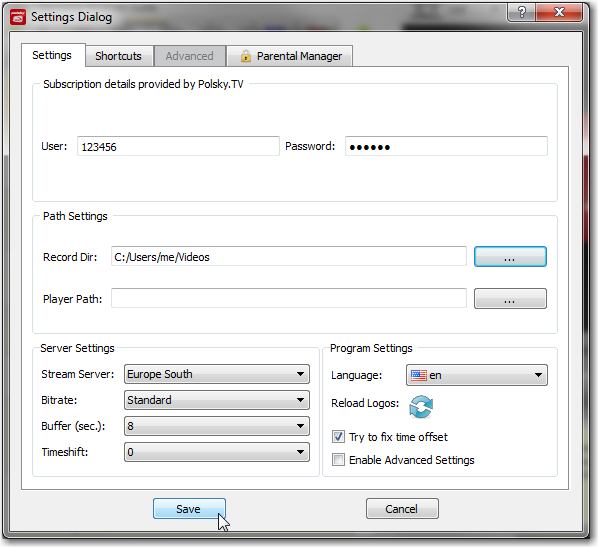 Settings Dialog
Settings Shortcuts Advanced Parental Manager
Subscription details provided by Polsky.TV
User: 123456 Password: ••••••
Path Settings
Record Dir: C:/Users/me/Videos ...
Player Path: ...
Server Settings
Stream Server: Europe South
Bitrate: Standard
Buffer (sec.): 8
Timeshift: 0
Program Settings
Language: en
Reload Logos:
Try to fix time offset
Enable Advanced Settings
Save Cancel